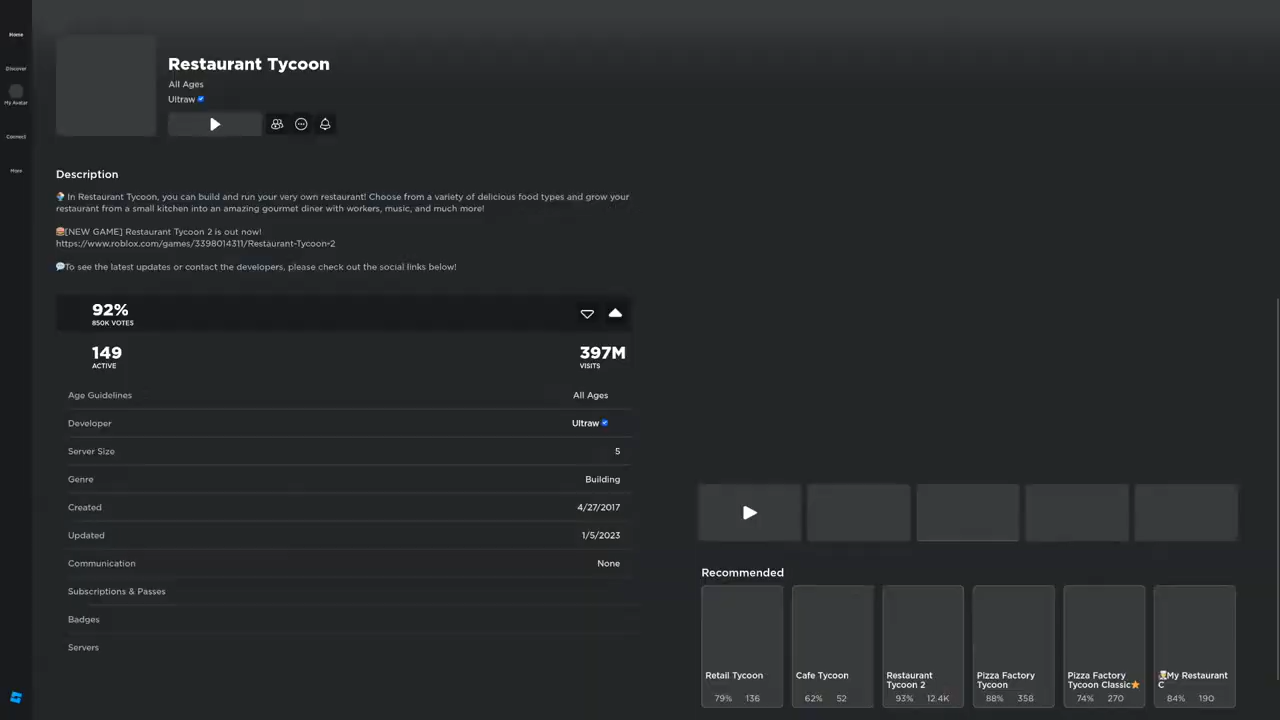 Home
Discover
My Avatar
Connect
More
Restaurant Tycoon
All Ages
Ultraw
Description
In Restaurant Tycoon, you can build and run your very own restaurant! Choose from a variety of delicious food types and grow your
restaurant from a small kitchen into an amazing gourmet diner with workers, music, and much more!
🍔[NEW GAME] Restaurant Tycoon 2 is out now!
https://www.roblox.com/games/3398014311/Restaurant-Tycoon-2
💬To see the latest updates or contact the developers, please check out the social links below!
92%
850K VOTES
149
ACTIVE
397M
VISITS
Age Guidelines All Ages
Developer Ultraw
Server Size 5
Genre Building
Created 4/27/2017
Updated 1/5/2023
Communication None
Subscriptions & Passes
Badges
Servers
Recommended
Retail Tycoon
79% 136
Cafe Tycoon
62% 52
Restaurant
Tycoon 2
93% 12.4K
Pizza Factory
Tycoon
88% 358
Pizza Factory
Tycoon Classic⭐
74% 270
My Restaurant
C
84% 190